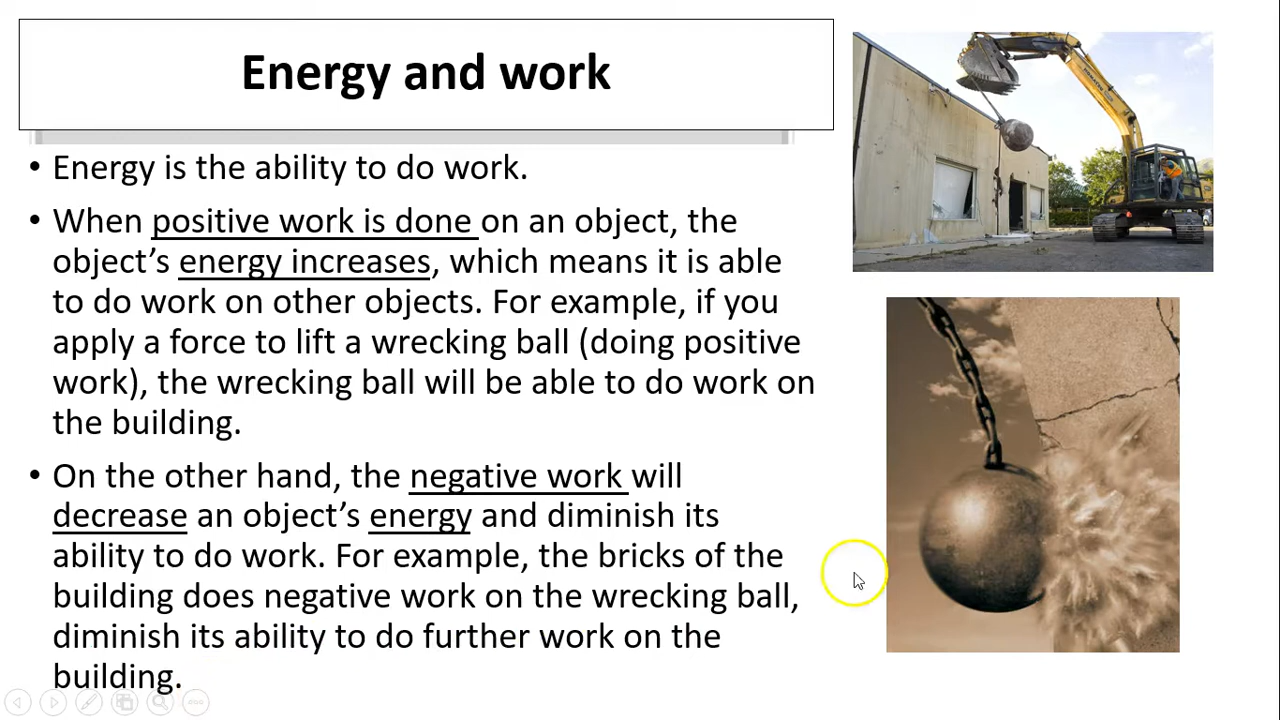 Energy and work
• Energy is the ability to do work.
• When positive work is done on an object, the
object’s energy increases, which means it is able
to do work on other objects. For example, if you
apply a force to lift a wrecking ball (doing positive
work), the wrecking ball will be able to do work on
the building.
• On the other hand, the negative work will
decrease an object’s energy and diminish its
ability to do work. For example, the bricks of the
building does negative work on the wrecking ball,
diminish its ability to do further work on the
building.